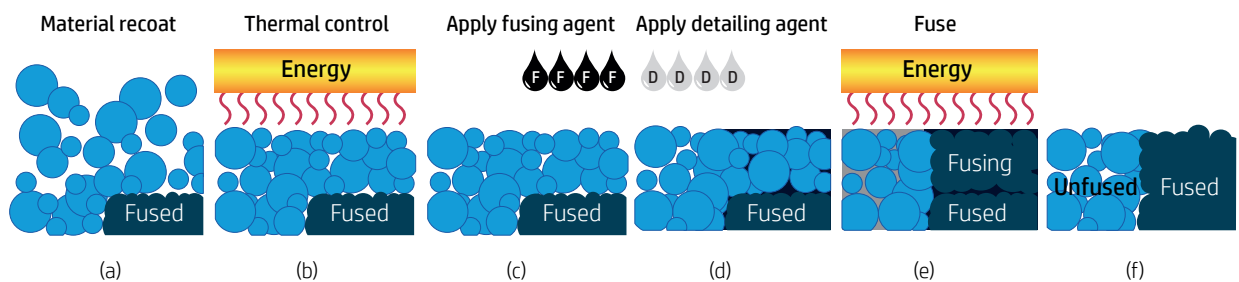 Material recoat
Thermal control
Apply fusing agent
Apply detailing agent
Fuse
Energy
F F F F
D D D D
Energy
Fused
Fused
Fused
Fused
Fusing
Fused
Unfused
Fused
(a)
(b)
(c)
(d)
(e)
(f)